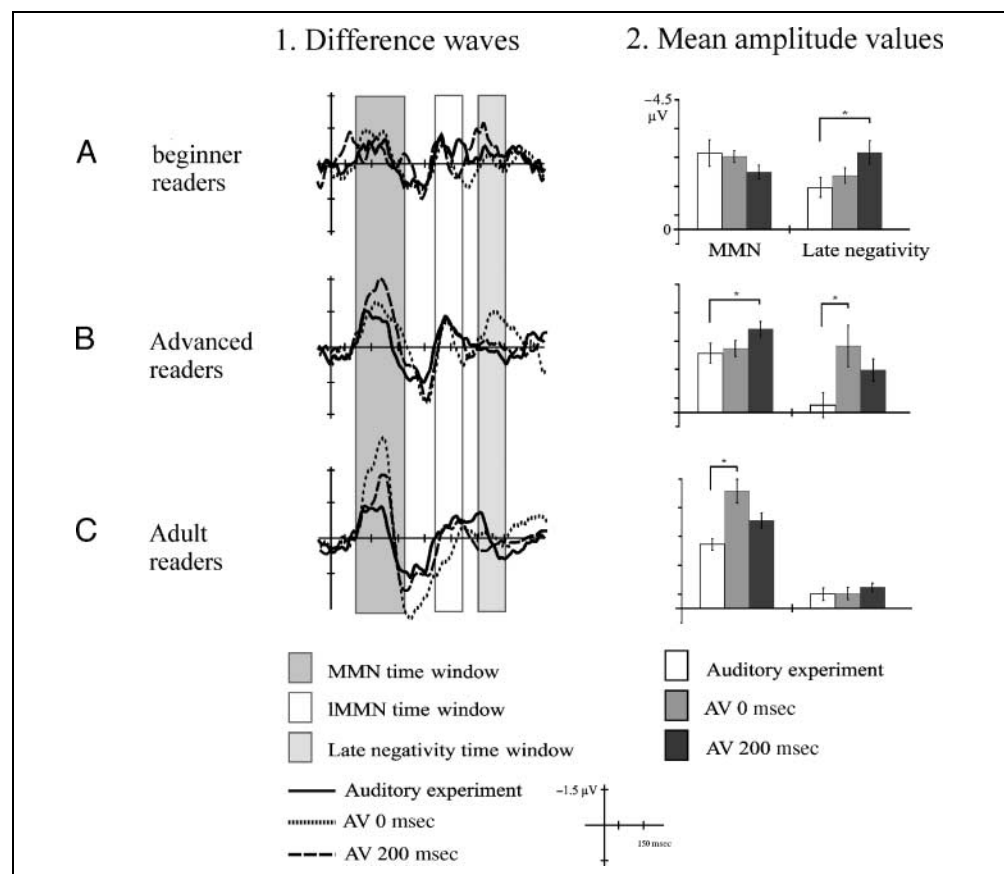 1. Difference waves
2. Mean amplitude values
A
beginner
readers
−4.5
μV
*
0
MMN
Late negativity
B
Advanced
readers
*
*
C
Adult
readers
*
MMN time window
lMMN time window
Late negativity time window
Auditory experiment
AV 0 msec
AV 200 msec
−1.5 μV
150 msec
Auditory experiment
AV 0 msec
AV 200 msec